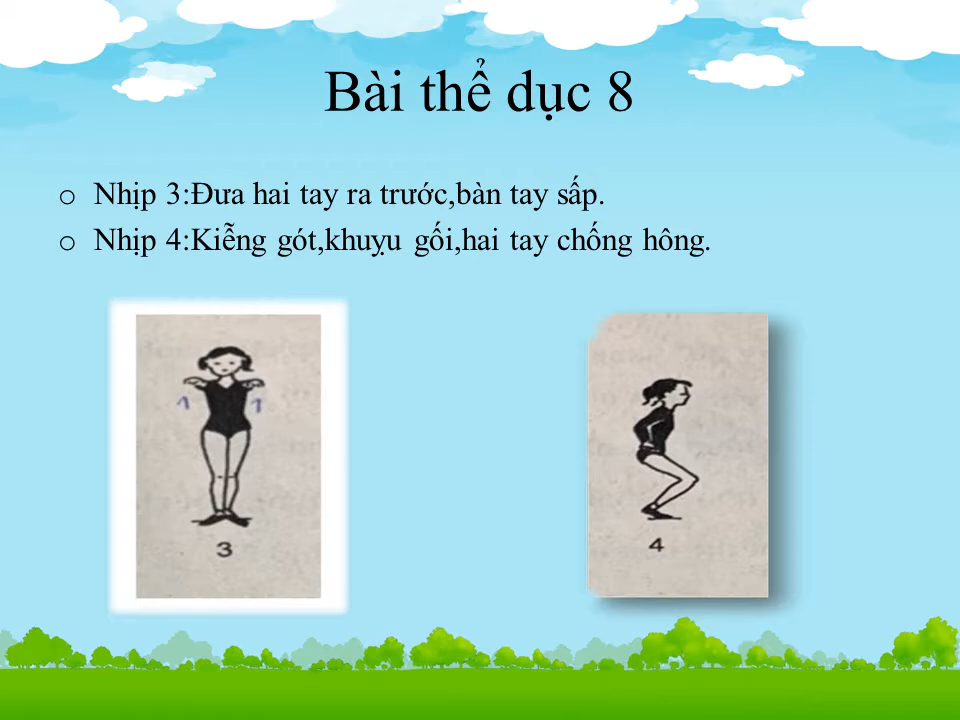 Bài thể dục 8
o Nhịp 3:Đưa hai tay ra trước,bàn tay sấp.
o Nhịp 4:Kiễng gót,khuỵu gối,hai tay chống hông.
1 1
3
4